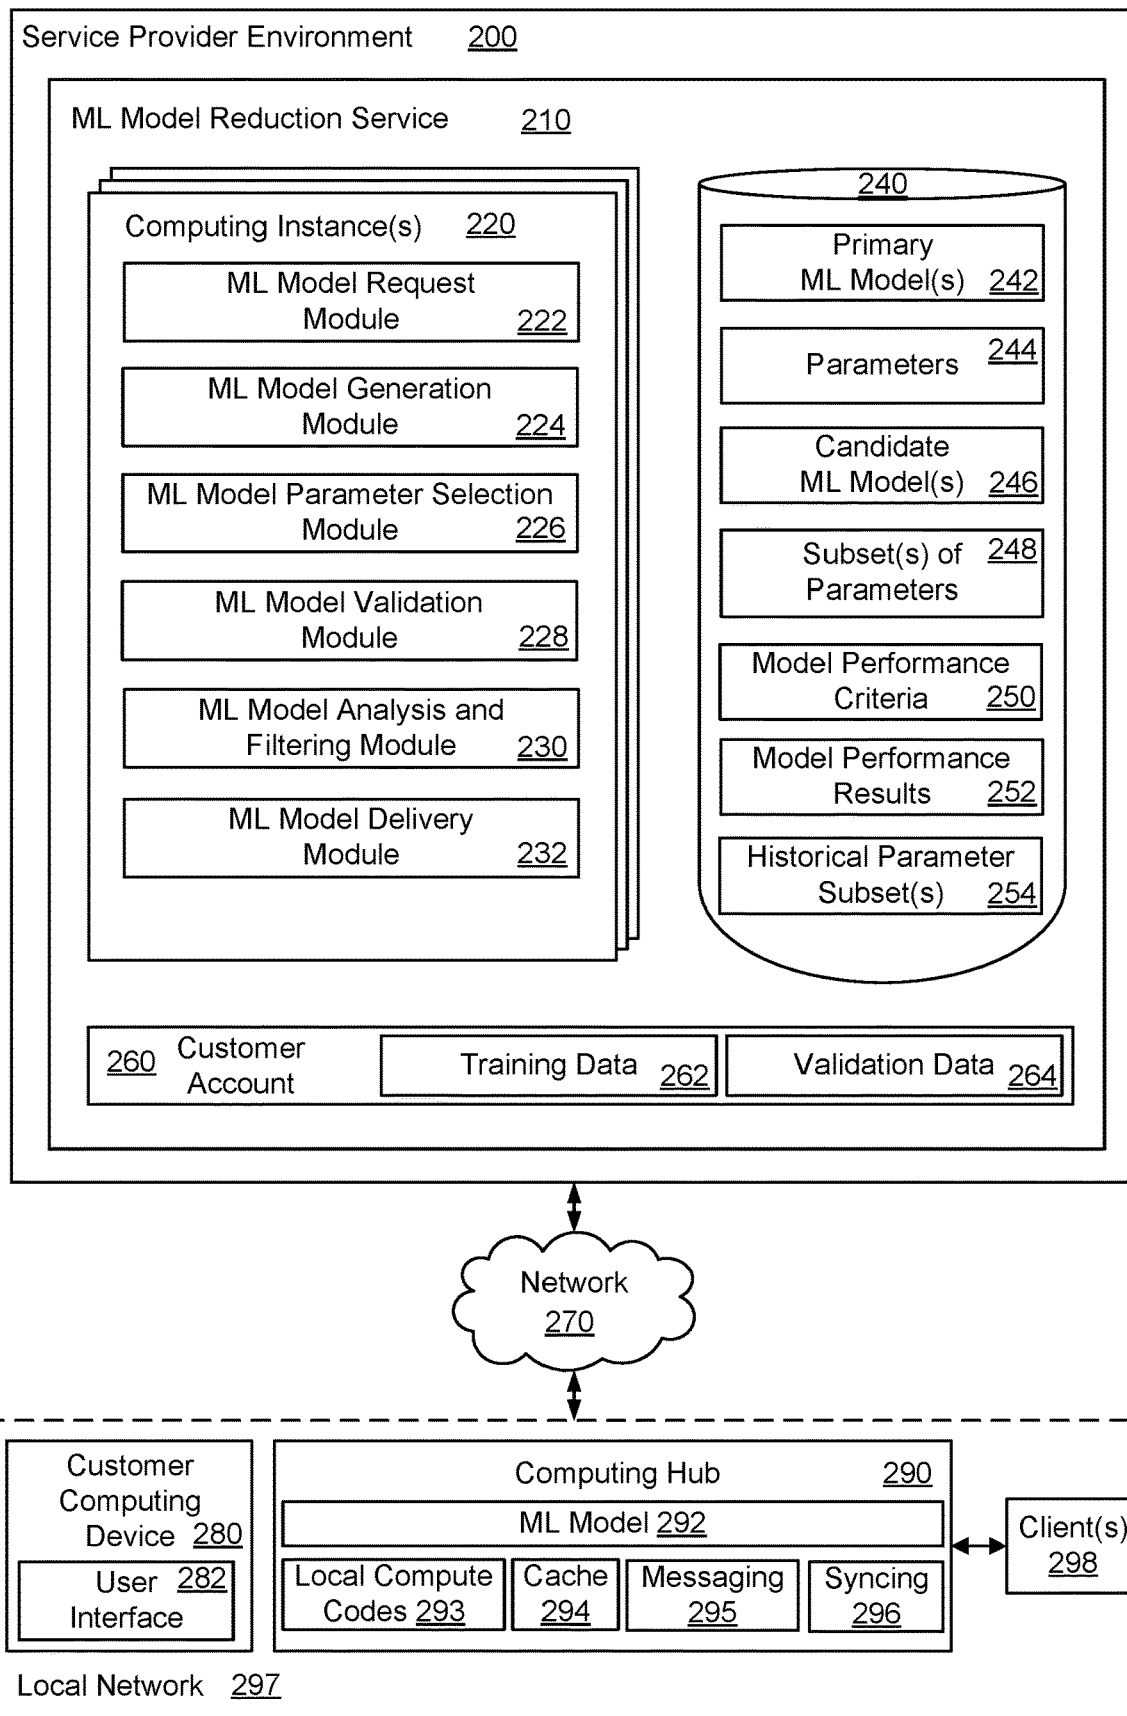 Service Provider Environment 200
ML Model Reduction Service 210
Computing Instance(s) 220
ML Model Request
Module 222
ML Model Generation
Module 224
ML Model Parameter Selection
Module 226
ML Model Validation
Module 228
ML Model Analysis and
Filtering Module 230
ML Model Delivery
Module 232
240
Primary
ML Model(s) 242
Parameters 244
Candidate
ML Model(s) 246
Subset(s) of 248
Parameters
Model Performance
Criteria 250
Model Performance
Results 252
Historical Parameter
Subset(s) 254
260 Customer
Account
Training Data 262
Validation Data 264
Network
270
Customer
Computing
Device 280
User 282
Interface
Computing Hub 290
ML Model 292
Local Compute
Codes 293
Cache
294
Messaging
295
Syncing
296
Client(s)
298
Local Network 297